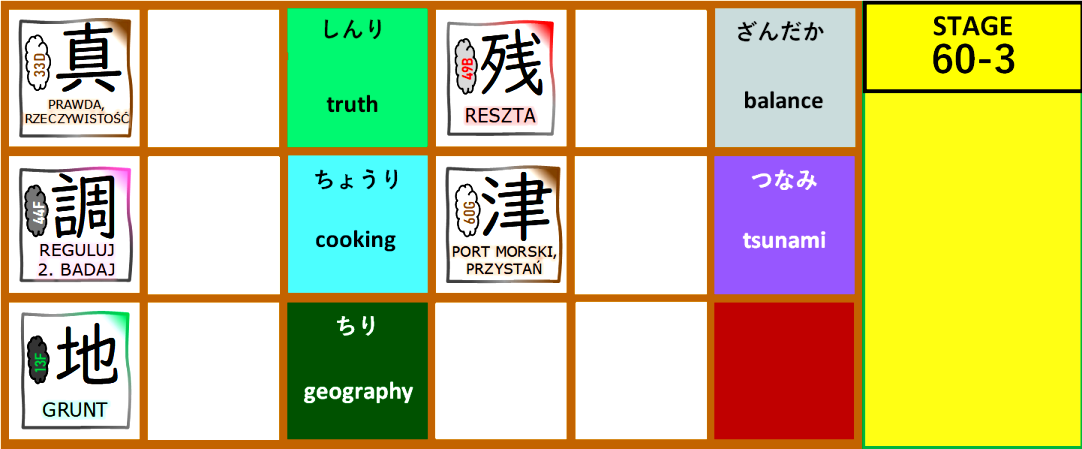 33D
真
PRAWDA,
RZECZYWISTOŚĆ
しんり
truth
49B
残
RESZTA
ざんだか
balance
STAGE
60-3
44F
調
REGULUJ
2. BADAJ
ちょうり
cooking
60G
津
PORT MORSKI,
PRZYSTAŃ
つなみ
tsunami
13F
地
GRUNT
ちり
geography